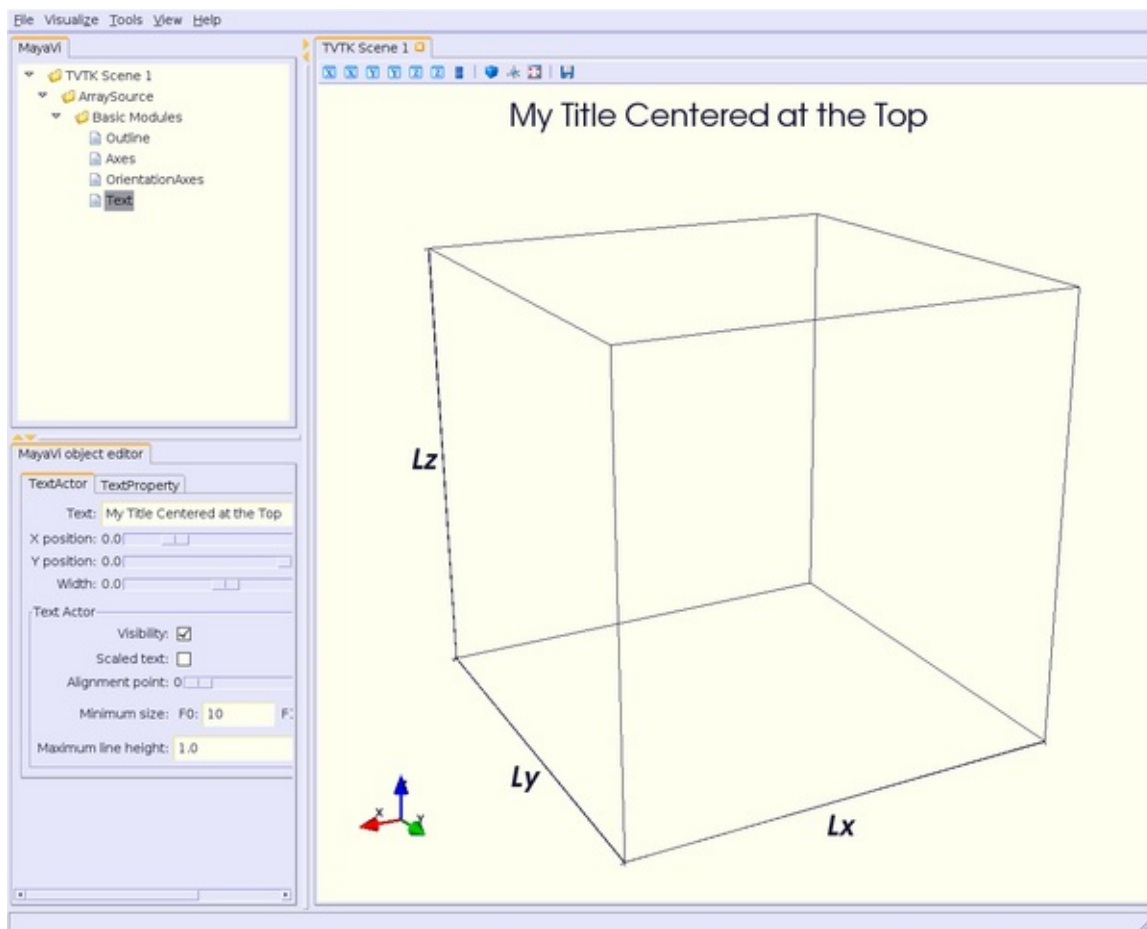 File Visualize Tools View Help
MayaVi
TVTK Scene 1
ArraySource
Basic Modules
Outline
Axes
OrientationAxes
Text
MayaVi object editor
TextActor TextProperty
Text: My Title Centered at the Top
X position: 0.0
Y position: 0.0
Width: 0.0
Text Actor
Visibility:
Scaled text:
Alignment point: 0
Minimum size: F0: 10 F
Maximum line height: 1.0
TVTK Scene 1
X X Y Y Z Z
My Title Centered at the Top
Lz
Ly
Lx
X Y